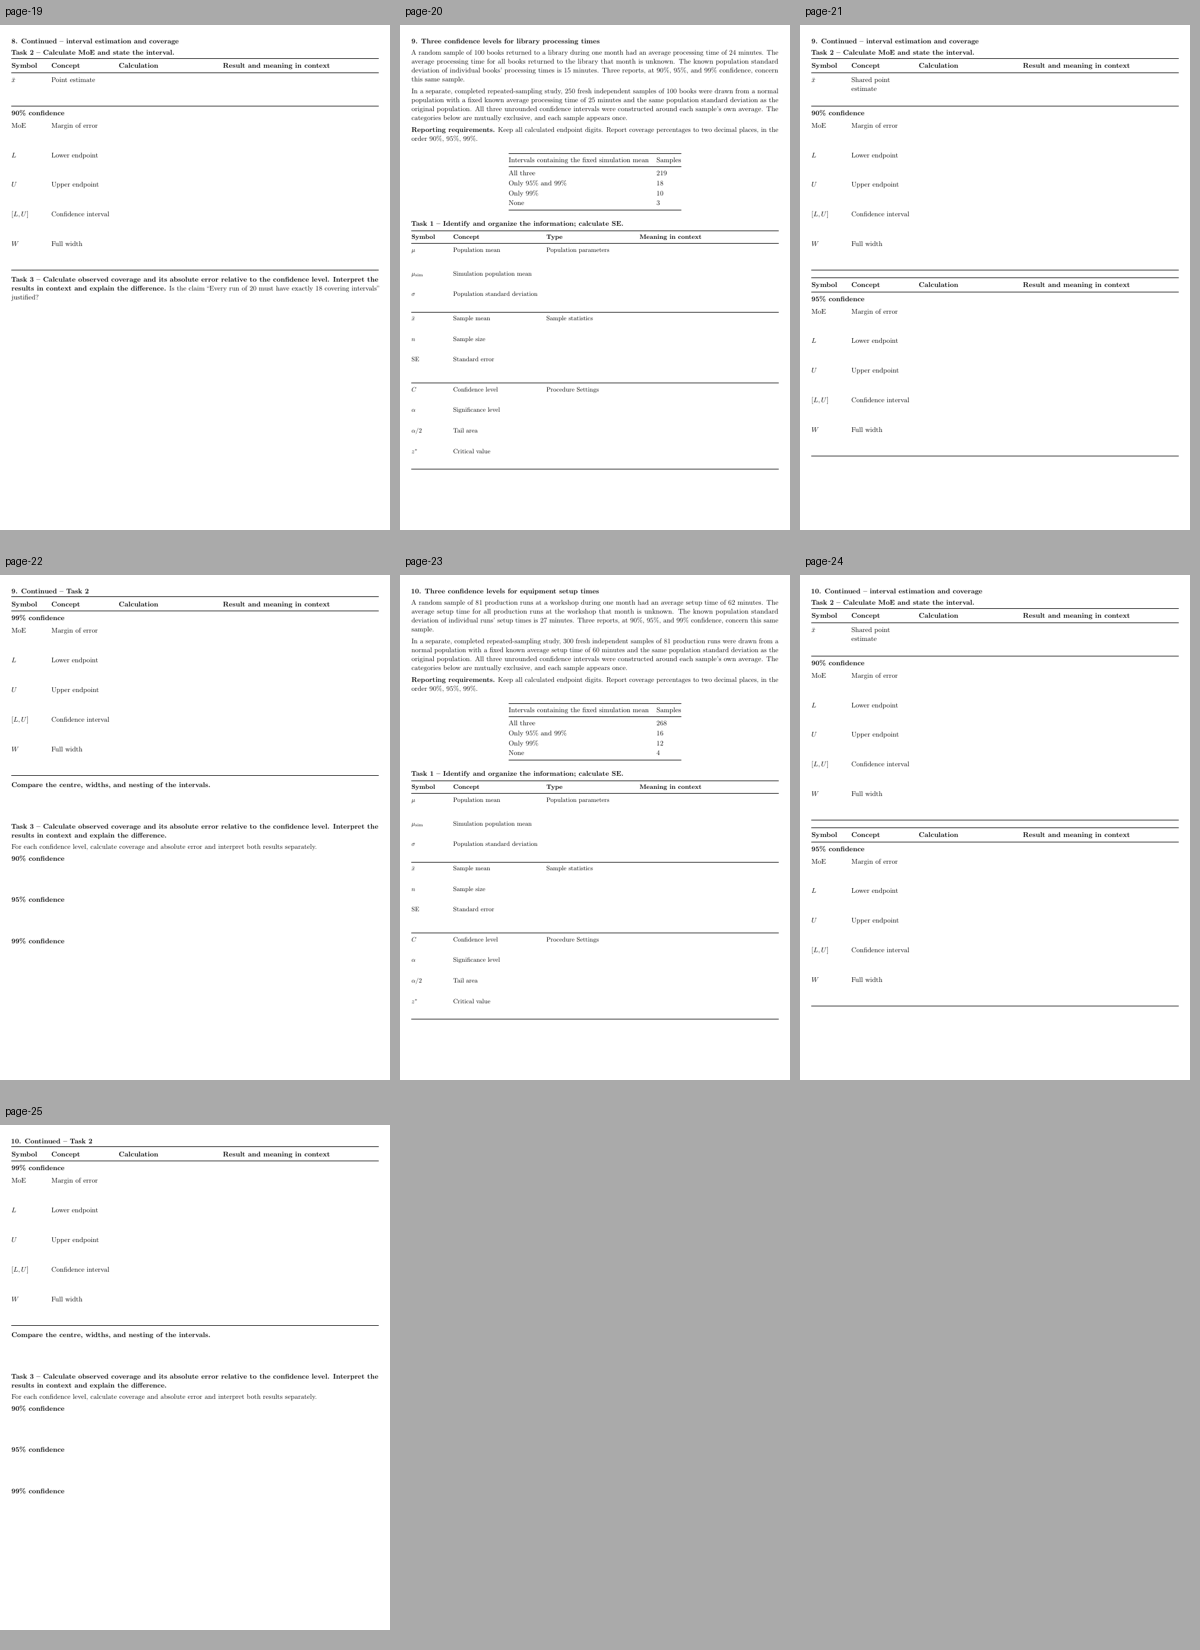 page-19
8. Continued – interval estimation and coverage
Task 2 – Calculate MoE and state the interval.
Symbol Concept Calculation Result and meaning in context
x̄ Point estimate
90% confidence
MoE Margin of error
L Lower endpoint
U Upper endpoint
[L, U] Confidence interval
W Full width
Task 3 – Calculate observed coverage and its absolute error relative to the confidence level. Interpret the
results in context and explain the difference. Is the claim “Every run of 20 must have exactly 18 covering intervals”
justified?
page-20
9. Three confidence levels for library processing times
A random sample of 100 books returned to a library during one month had an average processing time of 24 minutes. The
average processing time for all books returned to the library that month is unknown. The known population standard
deviation of individual books’ processing times is 15 minutes. Three reports, at 90%, 95%, and 99% confidence, concern
this same sample.
In a separate, completed repeated-sampling study, 250 fresh independent samples of 100 books were drawn from a normal
population with a fixed known average processing time of 25 minutes and the same population standard deviation as the
original population. All three unrounded confidence intervals were constructed around each sample’s own average. The
categories below are mutually exclusive, and each sample appears once.
Reporting requirements. Keep all calculated endpoint digits. Report coverage percentages to two decimal places, in the
order 90%, 95%, 99%.
Intervals containing the fixed simulation mean Samples
All three 219
Only 95% and 99% 18
Only 99% 10
None 3
Task 1 – Identify and organize the information; calculate SE.
Symbol Concept Type Meaning in context
μ Population mean Population parameters
μsim Simulation population mean
σ Population standard deviation
x̄ Sample mean Sample statistics
n Sample size
SE Standard error
C Confidence level Procedure Settings
α Significance level
α/2 Tail area
z* Critical value
page-21
9. Continued – interval estimation and coverage
Task 2 – Calculate MoE and state the interval.
Symbol Concept Calculation Result and meaning in context
x̄ Shared point
estimate
90% confidence
MoE Margin of error
L Lower endpoint
U Upper endpoint
[L, U] Confidence interval
W Full width
Symbol Concept Calculation Result and meaning in context
95% confidence
MoE Margin of error
L Lower endpoint
U Upper endpoint
[L, U] Confidence interval
W Full width
page-22
9. Continued – Task 2
Symbol Concept Calculation Result and meaning in context
99% confidence
MoE Margin of error
L Lower endpoint
U Upper endpoint
[L, U] Confidence interval
W Full width
Compare the centre, widths, and nesting of the intervals.
Task 3 – Calculate observed coverage and its absolute error relative to the confidence level. Interpret the
results in context and explain the difference.
For each confidence level, calculate coverage and absolute error and interpret both results separately.
90% confidence
95% confidence
99% confidence
page-23
10. Three confidence levels for equipment setup times
A random sample of 81 production runs at a workshop during one month had an average setup time of 62 minutes. The
average setup time for all production runs at the workshop that month is unknown. The known population standard
deviation of individual runs’ setup times is 27 minutes. Three reports, at 90%, 95%, and 99% confidence, concern this same
sample.
In a separate, completed repeated-sampling study, 300 fresh independent samples of 81 production runs were drawn from a
normal population with a fixed known average setup time of 60 minutes and the same population standard deviation as the
original population. All three unrounded confidence intervals were constructed around each sample’s own average. The
categories below are mutually exclusive, and each sample appears once.
Reporting requirements. Keep all calculated endpoint digits. Report coverage percentages to two decimal places, in the
order 90%, 95%, 99%.
Intervals containing the fixed simulation mean Samples
All three 268
Only 95% and 99% 16
Only 99% 12
None 4
Task 1 – Identify and organize the information; calculate SE.
Symbol Concept Type Meaning in context
μ Population mean Population parameters
μsim Simulation population mean
σ Population standard deviation
x̄ Sample mean Sample statistics
n Sample size
SE Standard error
C Confidence level Procedure Settings
α Significance level
α/2 Tail area
z* Critical value
page-24
10. Continued – interval estimation and coverage
Task 2 – Calculate MoE and state the interval.
Symbol Concept Calculation Result and meaning in context
x̄ Shared point
estimate
90% confidence
MoE Margin of error
L Lower endpoint
U Upper endpoint
[L, U] Confidence interval
W Full width
Symbol Concept Calculation Result and meaning in context
95% confidence
MoE Margin of error
L Lower endpoint
U Upper endpoint
[L, U] Confidence interval
W Full width
page-25
10. Continued – Task 2
Symbol Concept Calculation Result and meaning in context
99% confidence
MoE Margin of error
L Lower endpoint
U Upper endpoint
[L, U] Confidence interval
W Full width
Compare the centre, widths, and nesting of the intervals.
Task 3 – Calculate observed coverage and its absolute error relative to the confidence level. Interpret the
results in context and explain the difference.
For each confidence level, calculate coverage and absolute error and interpret both results separately.
90% confidence
95% confidence
99% confidence